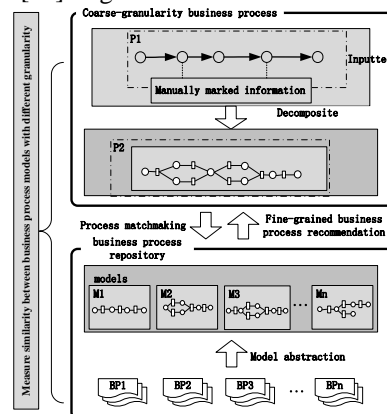 Coarse-granularity business process
P1
Inputte
Manually marked information
Decomposite
P2
Measure similarity between business process models with different granularity
Process matchmaking
Fine-grained business
process recommendation
business process
repository
models
M1
M2
M3
...
Mn
Model abstraction
BP1
BP2
BP3
...
BPn